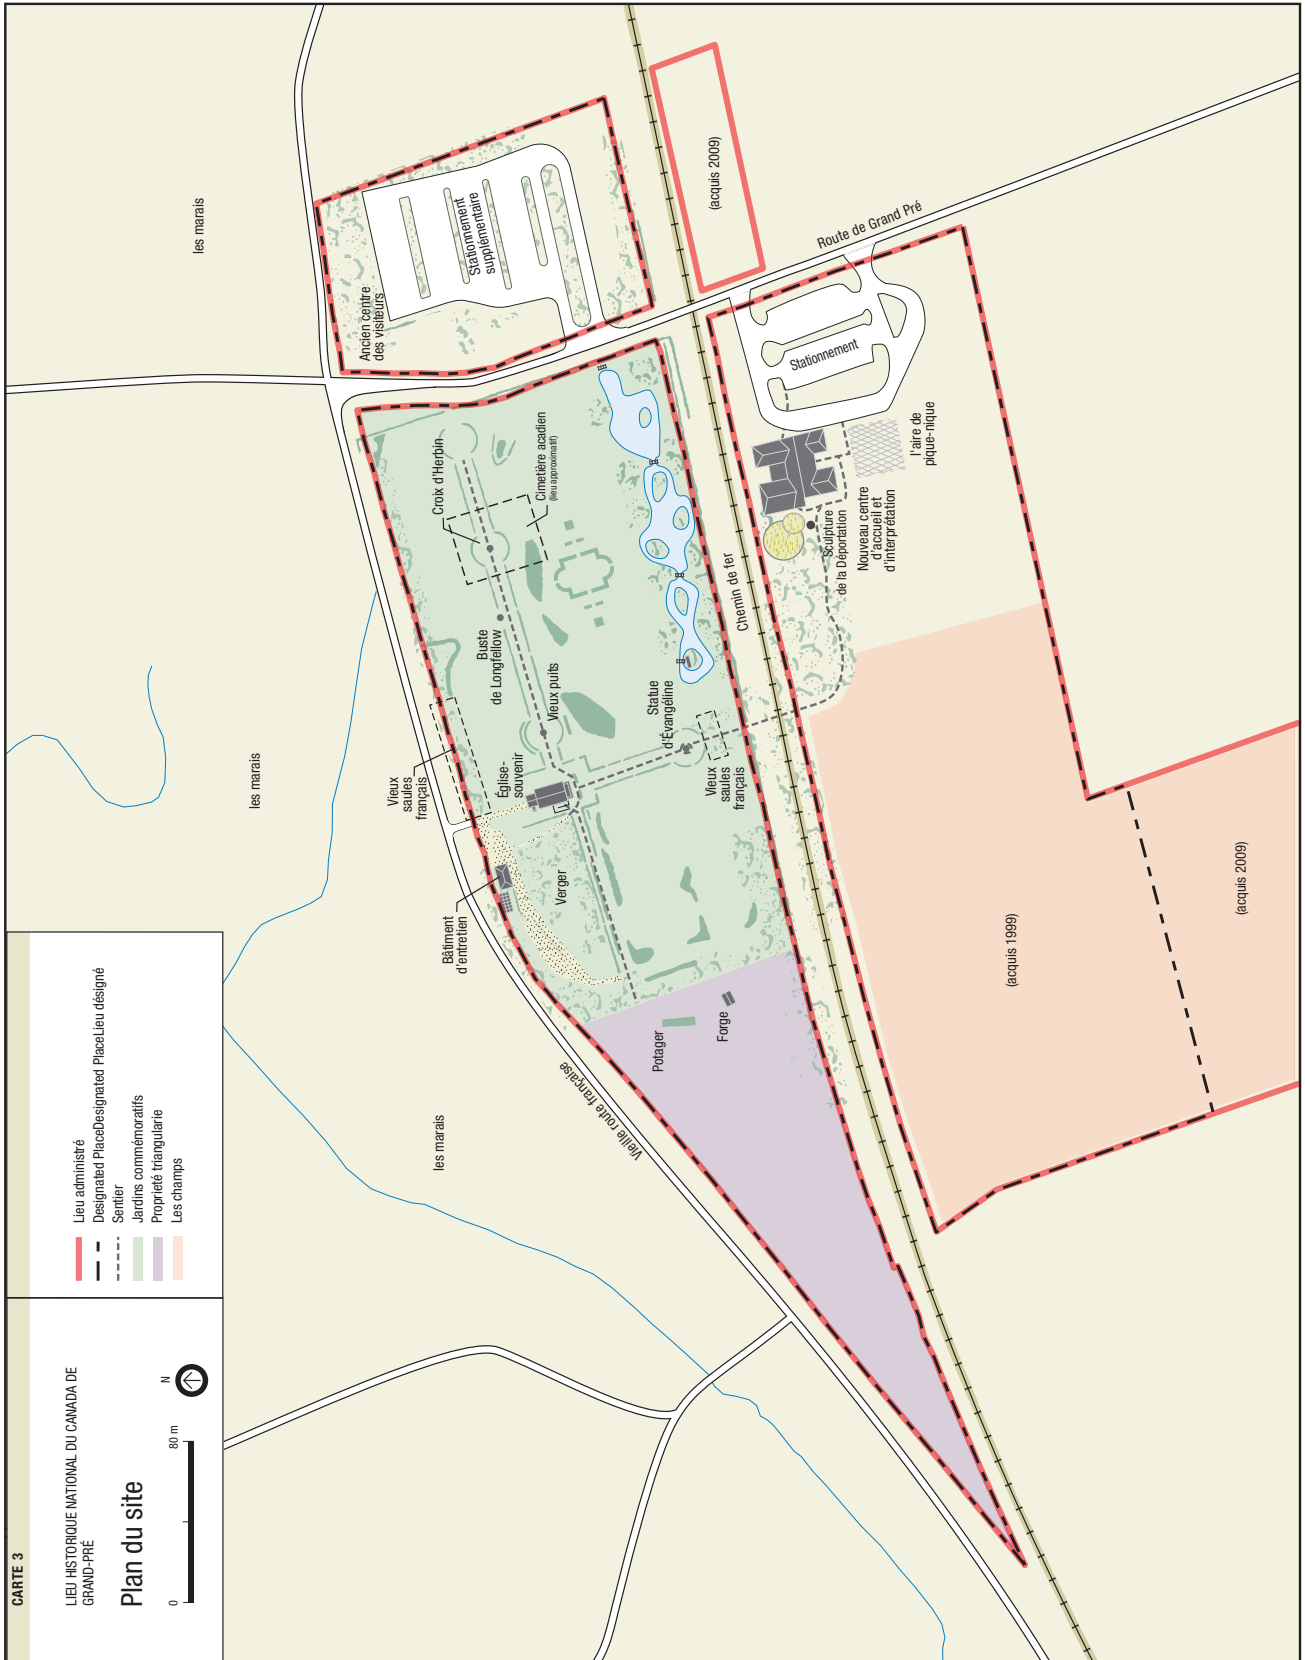 CARTE 3
LIEU HISTORIQUE NATIONAL DU CANADA DE
GRAND-PRÉ
Plan du site
0
80 m
N
Lieu administré
Designated PlaceDesignated PlaceLieu désigné
Sentier
Jardins commémoratifs
Proprieté triangularie
Les champs
les marais
les marais
les marais
Vieille route française
Bâtiment
d'entretien
Vieux
saules
français
Église-
souvenir
Verger
Buste
de Longfellow
Vieux puits
Croix d'Herbin
Cimetière acadien
(lieu approximatif)
Ancien centre
des visiteurs
Stationnement
supplémentaire
Potager
Forge
Statue
d'Évangéline
Vieux
saules
français
Chemin de fer
(acquis 2009)
Route de Grand Pré
Stationnement
l'aire de
pique-nique
Sculpture
de la Déportation
Nouveau centre
d'accueil et
d'interprétation
(acquis 1999)
(acquis 2009)